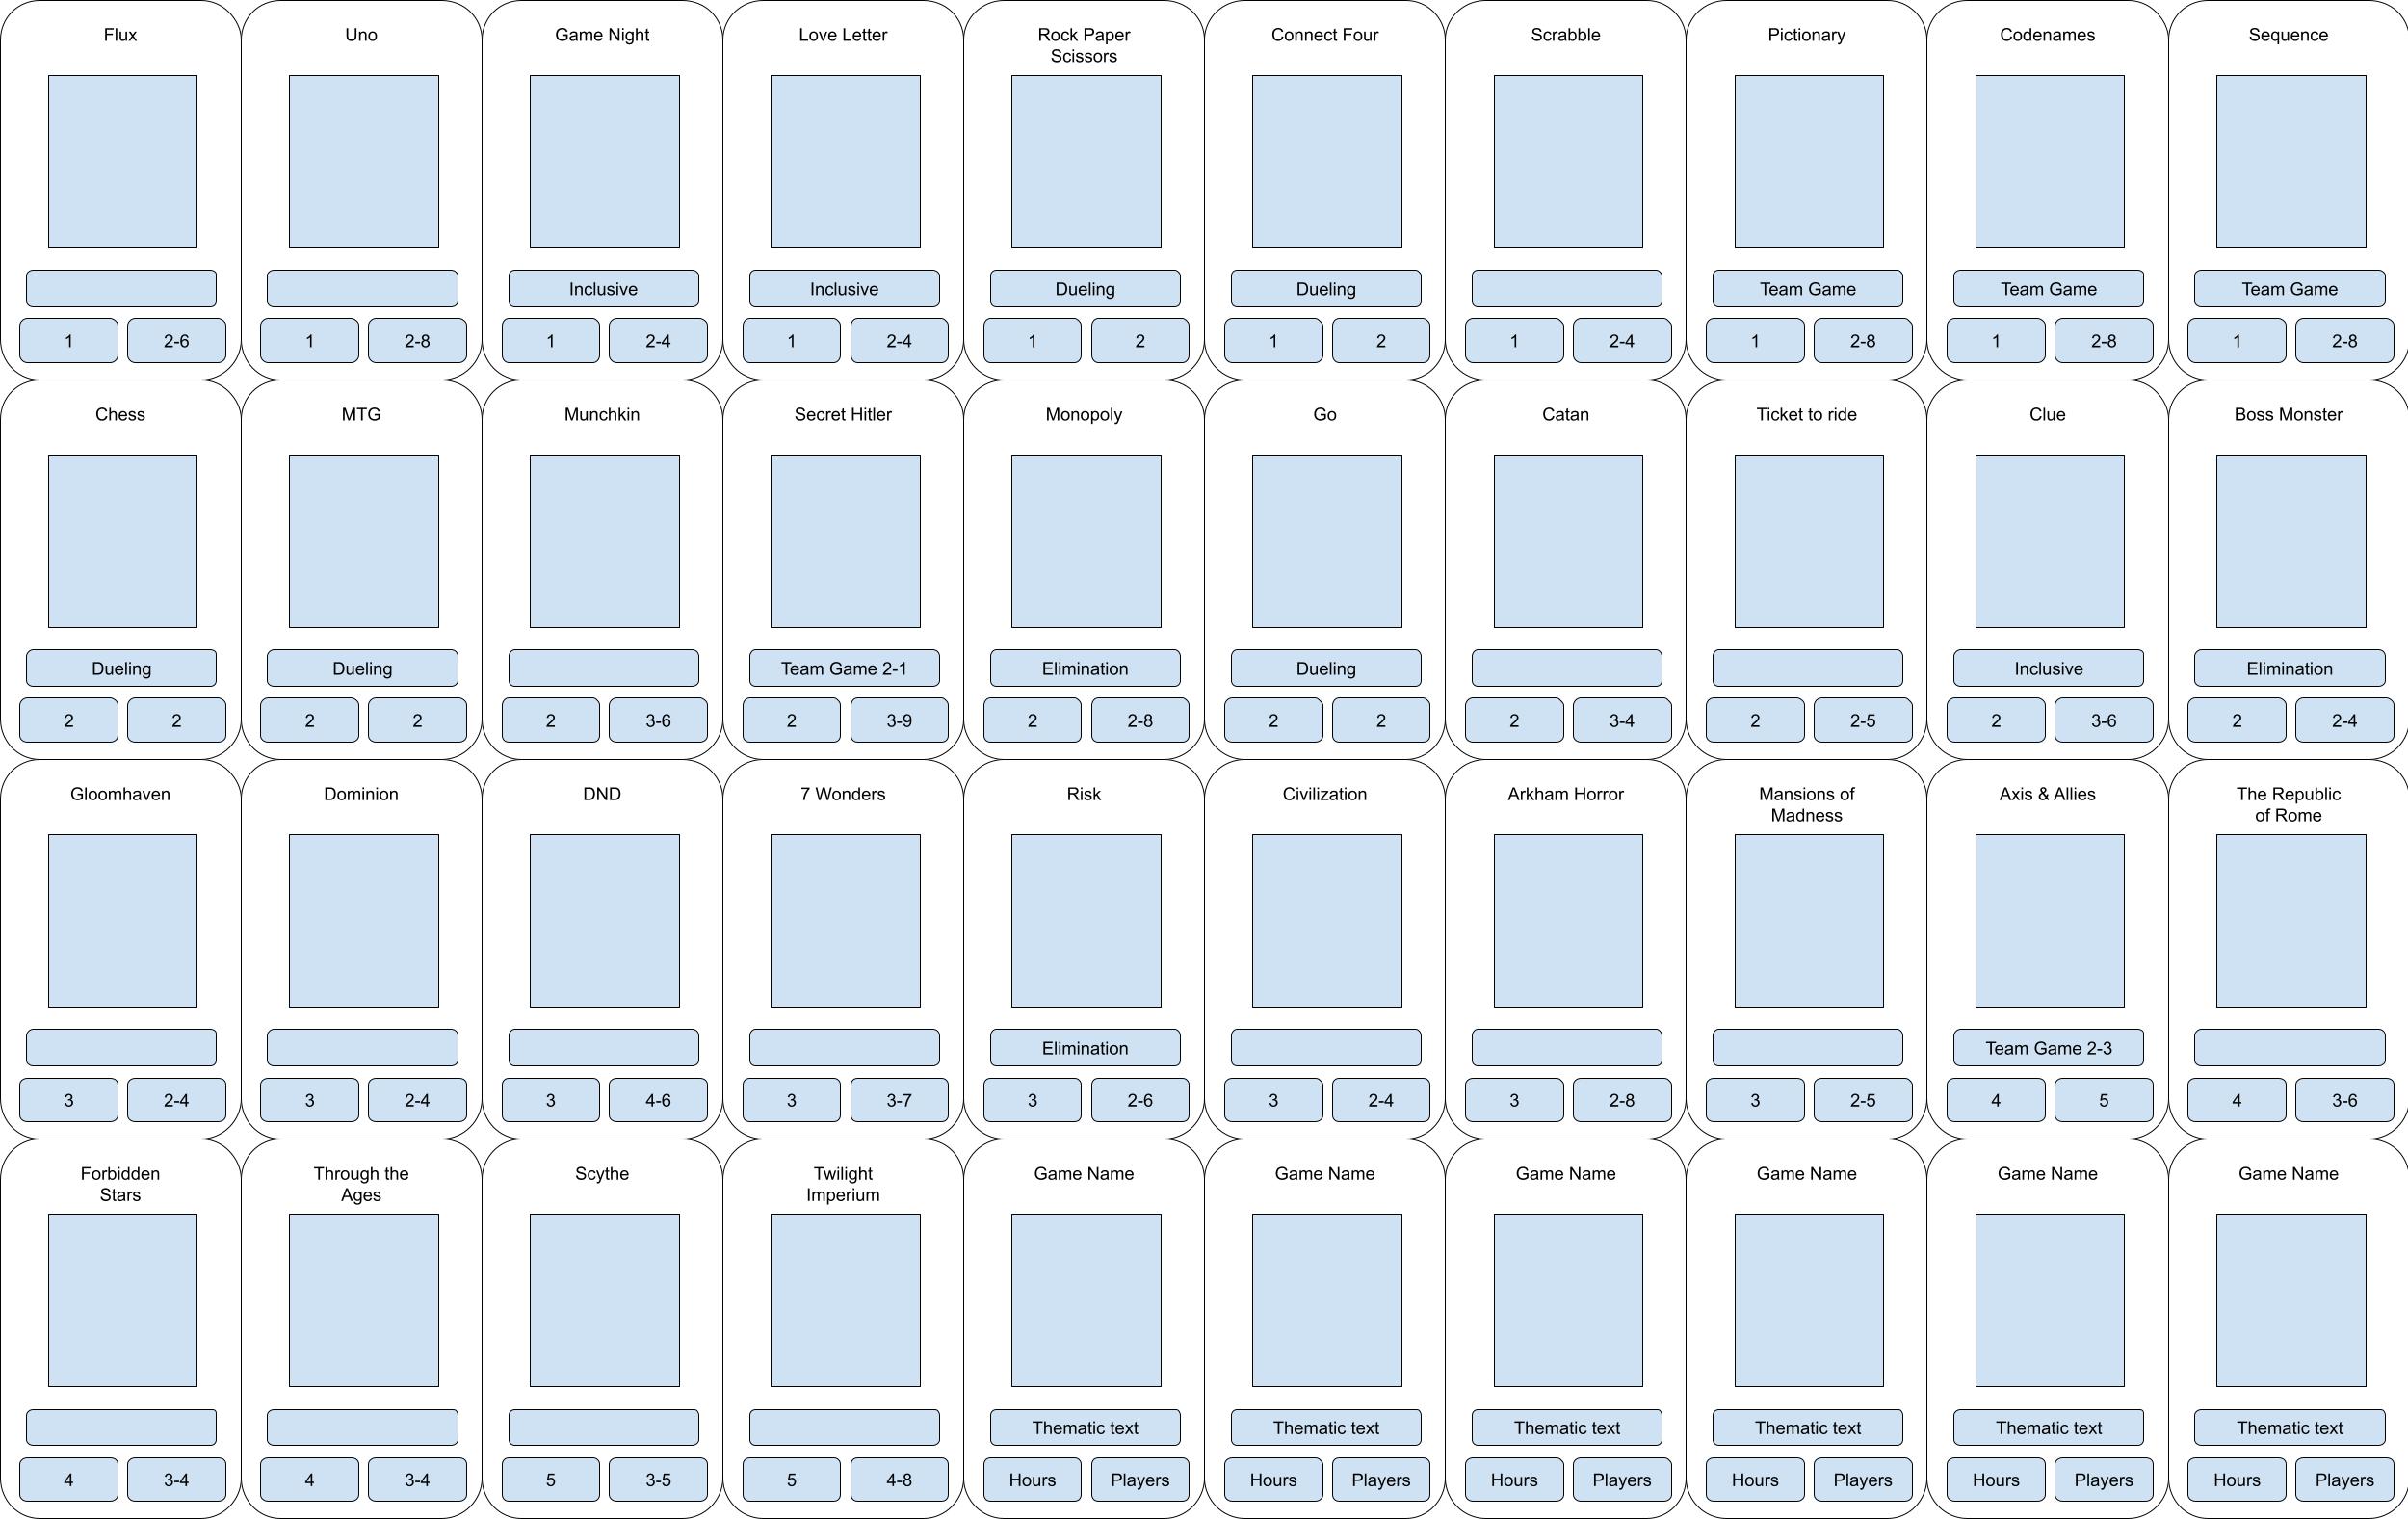 Flux
1
2-6
Uno
1
2-8
Game Night
Inclusive
1
2-4
Love Letter
Inclusive
1
2-4
Rock Paper
Scissors
Dueling
1
2
Connect Four
Dueling
1
2
Scrabble
1
2-4
Pictionary
Team Game
1
2-8
Codenames
Team Game
1
2-8
Sequence
Team Game
1
2-8
Chess
Dueling
2
2
MTG
Dueling
2
2
Munchkin
2
3-6
Secret Hitler
Team Game 2-1
2
3-9
Monopoly
Elimination
2
2-8
Go
Dueling
2
2
Catan
2
3-4
Ticket to ride
2
2-5
Clue
Inclusive
2
3-6
Boss Monster
Elimination
2
2-4
Gloomhaven
3
2-4
Dominion
3
2-4
DND
3
4-6
7 Wonders
3
3-7
Risk
Elimination
3
2-6
Civilization
3
2-4
Arkham Horror
3
2-8
Mansions of
Madness
3
2-5
Axis & Allies
Team Game 2-3
4
5
The Republic
of Rome
4
3-6
Forbidden
Stars
4
3-4
Through the
Ages
4
3-4
Scythe
5
3-5
Twilight
Imperium
5
4-8
Game Name
Thematic text
Hours
Players
Game Name
Thematic text
Hours
Players
Game Name
Thematic text
Hours
Players
Game Name
Thematic text
Hours
Players
Game Name
Thematic text
Hours
Players
Game Name
Thematic text
Hours
Players